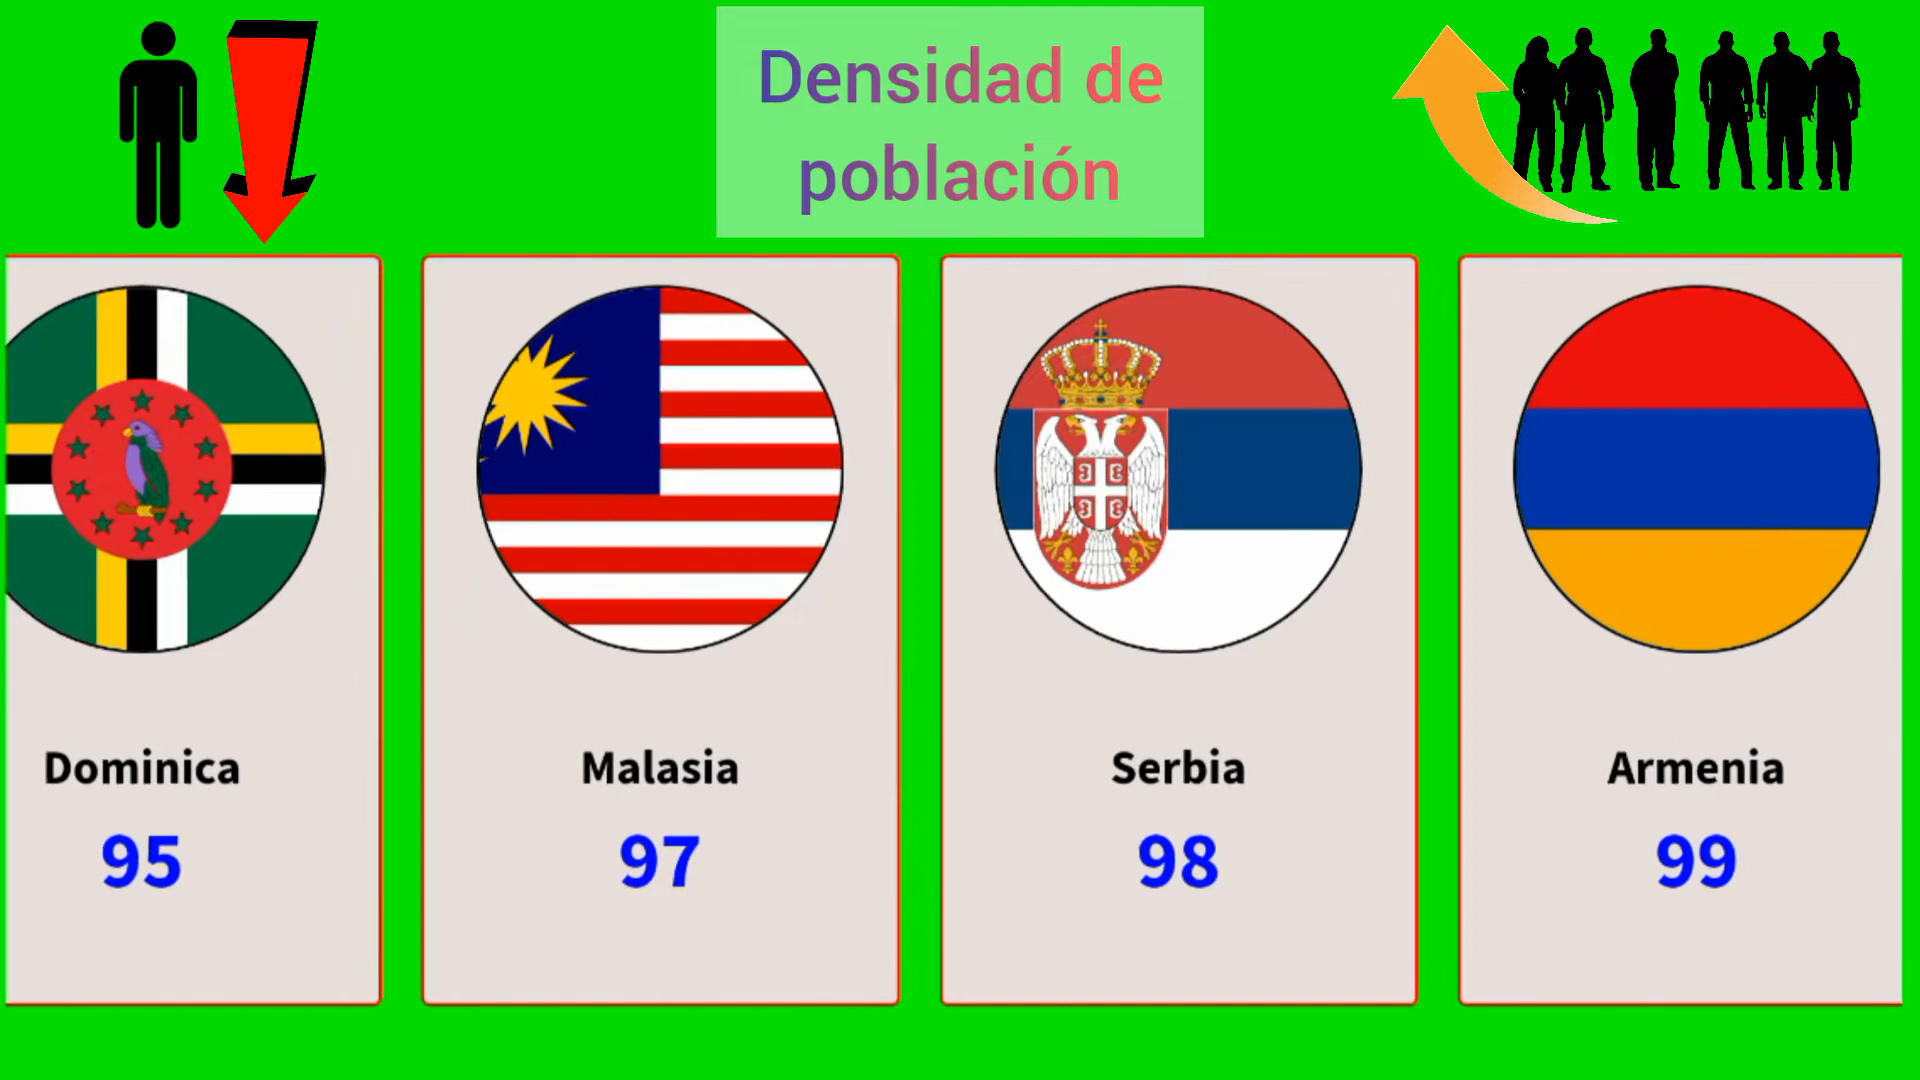 Densidad de
población
Dominica
95
Malasia
97
Serbia
98
Armenia
99